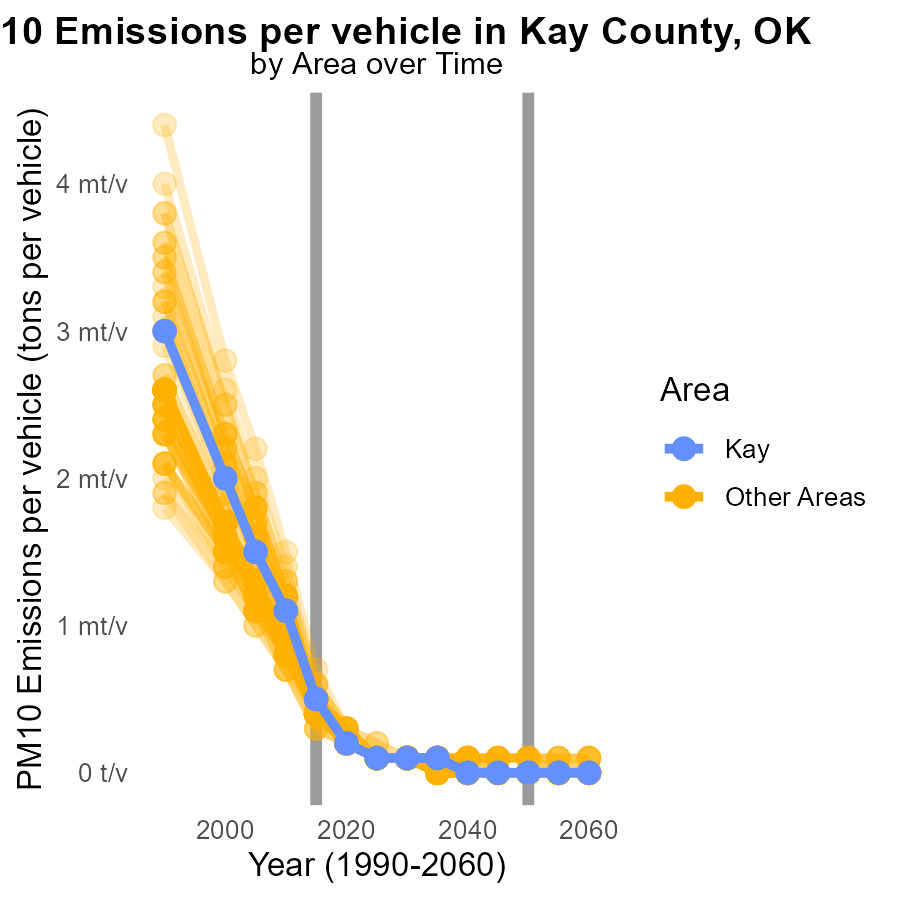 10 Emissions per vehicle in Kay County, OK
by Area over Time
PM10 Emissions per vehicle (tons per vehicle)
4 mt/v
3 mt/v
2 mt/v
1 mt/v
0 t/v
2000 2020 2040 2060
Year (1990-2060)
Area
Kay
Other Areas